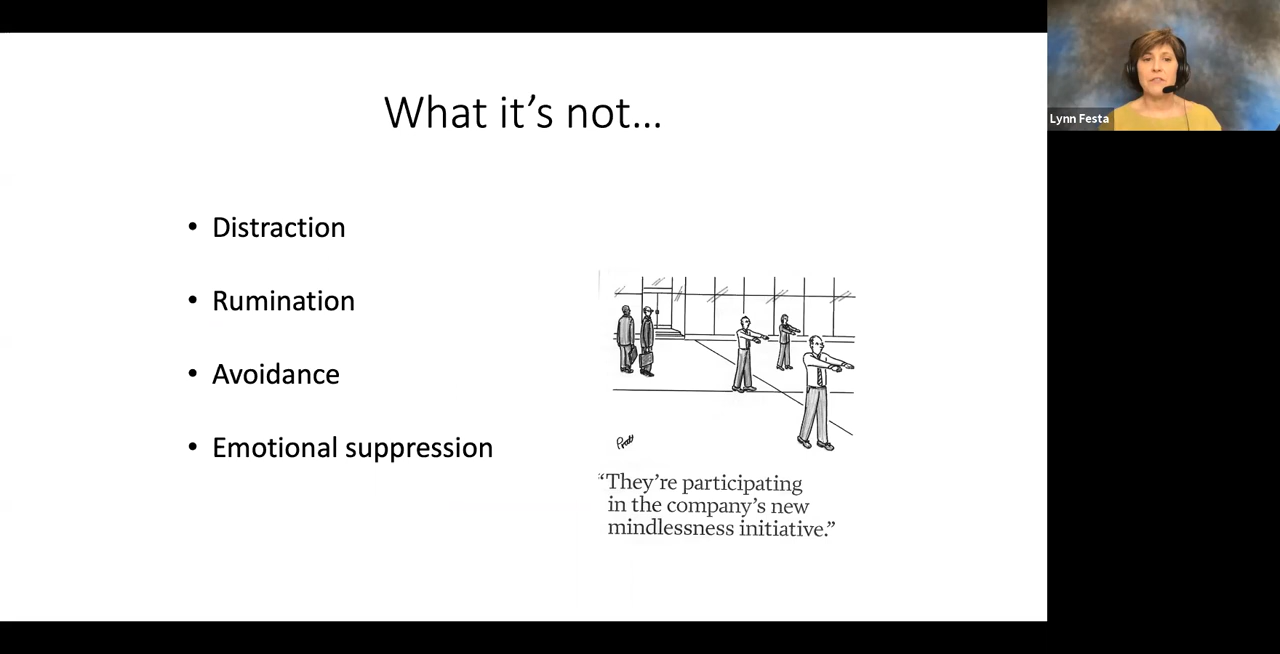 What it's not...
• Distraction
• Rumination
• Avoidance
• Emotional suppression
"They're participating
in the company's new
mindlessness initiative."
Lynn Festa